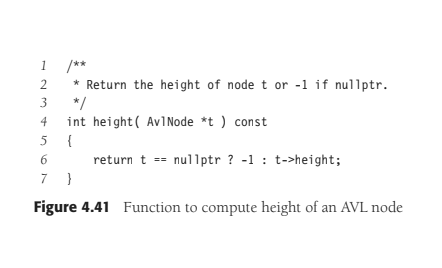 1 /**
2 * Return the height of node t or -1 if nullptr.
3 */
4 int height( AvlNode *t ) const
5 {
6 return t == nullptr ? -1 : t->height;
7 }
Figure 4.41 Function to compute height of an AVL node